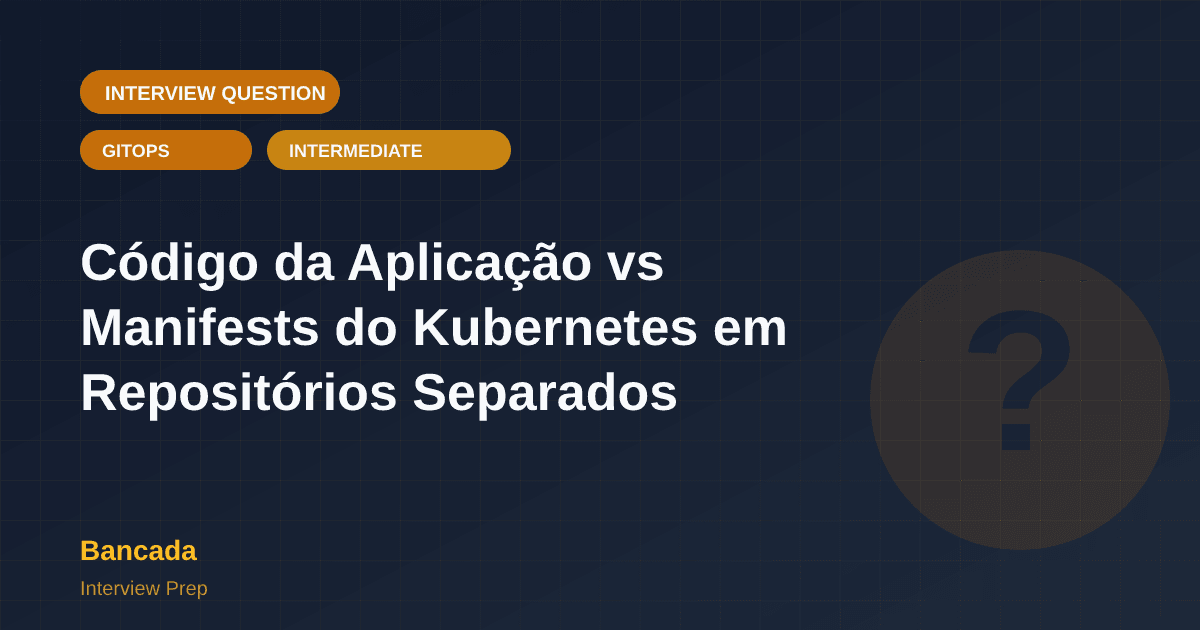 INTERVIEW QUESTION
GITOPS
INTERMEDIATE
Código da Aplicação vs
Manifests do Kubernetes em
Repositórios Separados
?
Bancada
Interview Prep